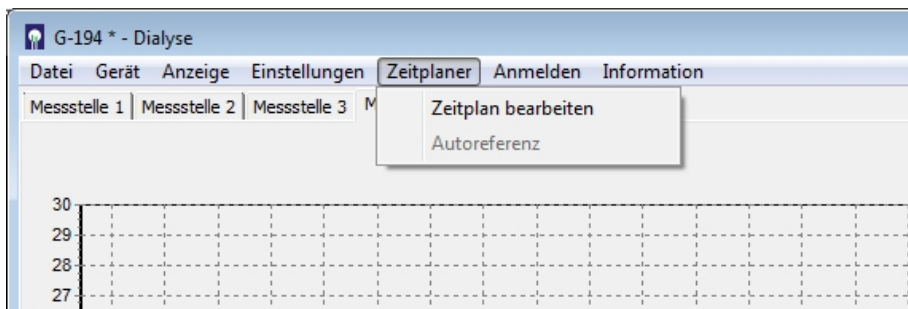 G-194 * - Dialyse
Datei Gerät Anzeige Einstellungen Zeitplaner Anmelden Information
Messstelle 1 Messstelle 2 Messstelle 3 M
Zeitplan bearbeiten
Autoreferenz
30
29
28
27